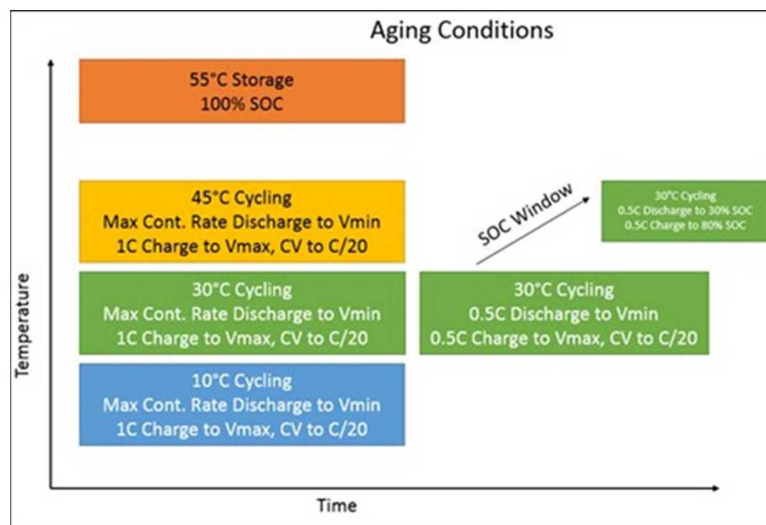 Aging Conditions
Temperature
55°C Storage
100% SOC
45°C Cycling
Max Cont. Rate Discharge to Vmin
1C Charge to Vmax, CV to C/20
SOC Window
30°C Cycling
0.5C Discharge to 30% SOC
0.5C Charge to 80% SOC
30°C Cycling
Max Cont. Rate Discharge to Vmin
1C Charge to Vmax, CV to C/20
30°C Cycling
0.5C Discharge to Vmin
0.5C Charge to Vmax, CV to C/20
10°C Cycling
Max Cont. Rate Discharge to Vmin
1C Charge to Vmax, CV to C/20
Time